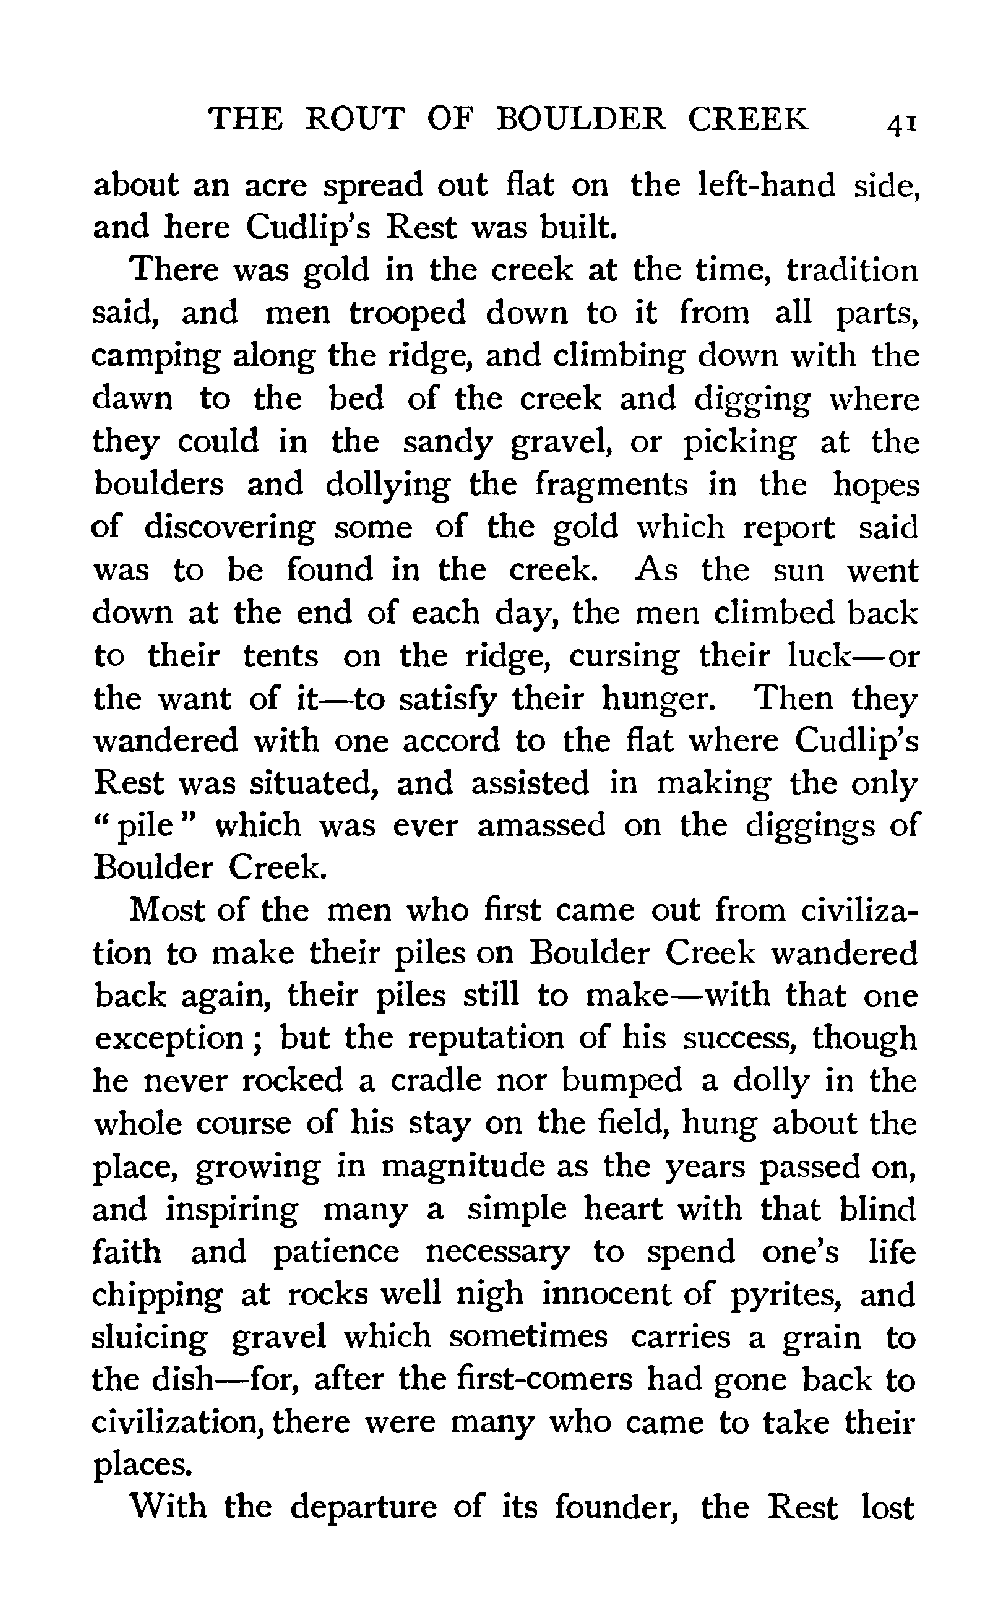 THE ROUT OF BOULDER CREEK 41
about an acre spread out flat on the left-hand side,
and here Cudlip's Rest was built.
There was gold in the creek at the time, tradition
said, and men trooped down to it from all parts,
camping along the ridge, and climbing down with the
dawn to the bed of the creek and digging where
they could in the sandy gravel, or picking at the
boulders and dollying the fragments in the hopes
of discovering some of the gold which report said
was to be found in the creek. As the sun went
down at the end of each day, the men climbed back
to their tents on the ridge, cursing their luck—or
the want of it—to satisfy their hunger. Then they
wandered with one accord to the flat where Cudlip's
Rest was situated, and assisted in making the only
" pile " which was ever amassed on the diggings of
Boulder Creek.
Most of the men who first came out from civiliza-
tion to make their piles on Boulder Creek wandered
back again, their piles still to make—with that one
exception ; but the reputation of his success, though
he never rocked a cradle nor bumped a dolly in the
whole course of his stay on the field, hung about the
place, growing in magnitude as the years passed on,
and inspiring many a simple heart with that blind
faith and patience necessary to spend one's life
chipping at rocks well nigh innocent of pyrites, and
sluicing gravel which sometimes carries a grain to
the dish—for, after the first-comers had gone back to
civilization, there were many who came to take their
places.
With the departure of its founder, the Rest lost